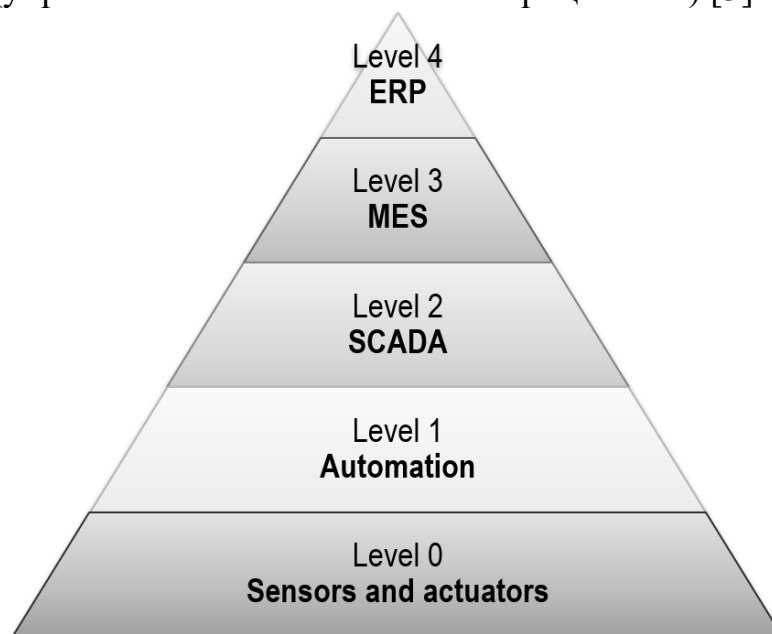 Level 4
ERP
Level 3
MES
Level 2
SCADA
Level 1
Automation
Level 0
Sensors and actuators